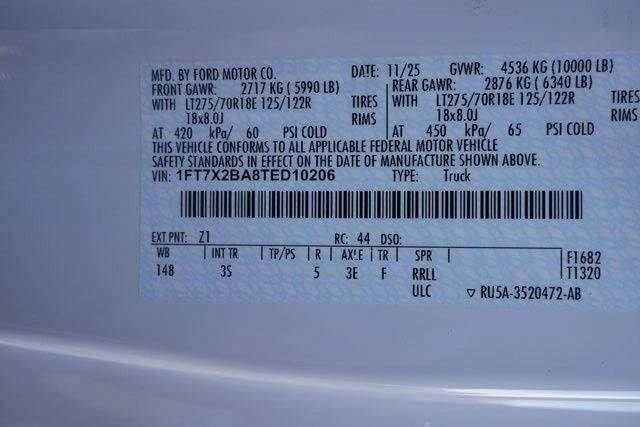 MFD. BY FORD MOTOR CO. DATE: 11/25 GVWR: 4536 KG (10000 LB)
FRONT GAWR: 2717 KG ( 5990 LB) REAR GAWR: 2876 KG ( 6340 LB)
WITH LT275/70R18E 125/122R TIRES WITH LT275/70R18E 125/122R TIRES
18x8.0J RIMS 18x8.0J RIMS
AT 420 kPa/ 60 PSI COLD AT 450 kPa/ 65 PSI COLD
THIS VEHICLE CONFORMS TO ALL APPLICABLE FEDERAL MOTOR VEHICLE
SAFETY STANDARDS IN EFFECT ON THE DATE OF MANUFACTURE SHOWN ABOVE.
VIN: 1FT7X2BA8TED10206 TYPE: Truck
EXT PNT: Z1 RC: 44 DSO:
WB INT TR TP/PS R AXLE TR SPR F1682
148 3S 5 3E F RRLL T1320
ULC ▽ RU5A-3520472-AB